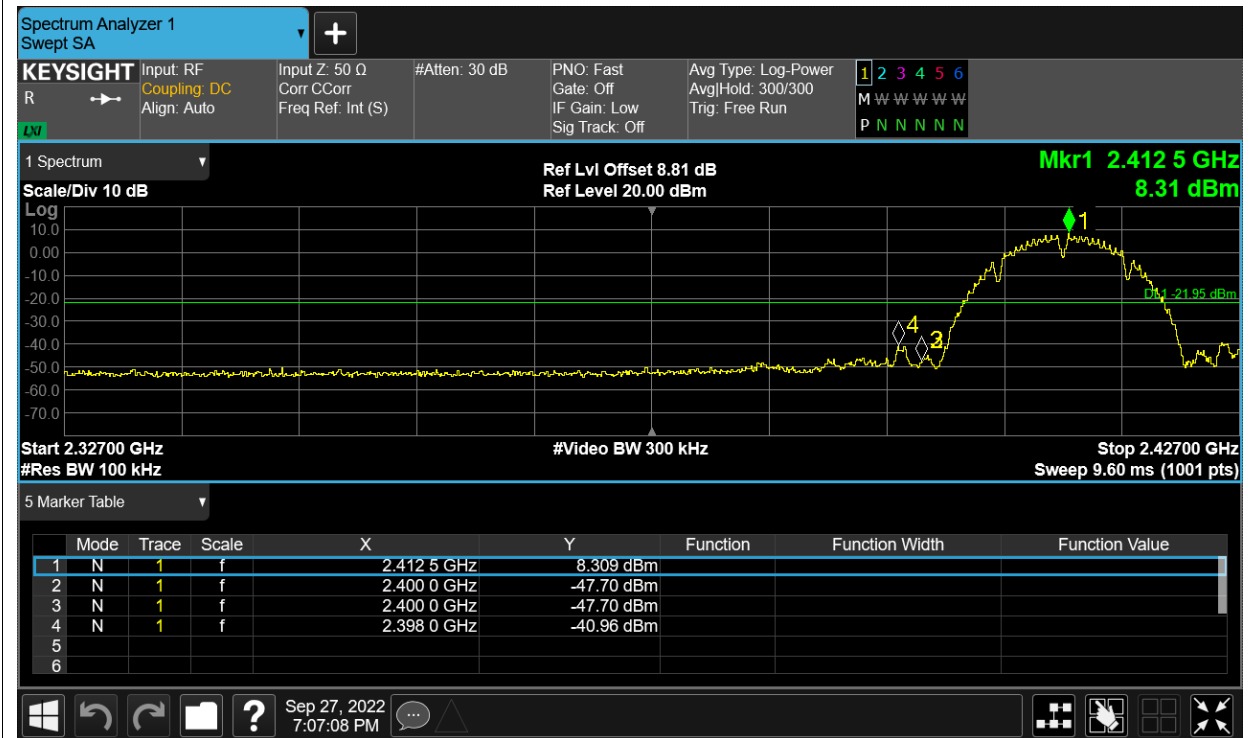 Spectrum Analyzer 1
Swept SA
KEYSIGHT Input: RF Input Z: 50 Ω #Atten: 30 dB PNO: Fast Avg Type: Log-Power 1 2 3 4 5 6
R Coupling: DC Corr CCorr Gate: Off Avg|Hold: 300/300 M W W W W W W
Align: Auto Freq Ref: Int (S) IF Gain: Low Trig: Free Run
LXI Sig Track: Off P N N N N N N
1 Spectrum Ref Lvl Offset 8.81 dB Mkr1 2.412 5 GHz
Scale/Div 10 dB Ref Level 20.00 dBm 8.31 dBm
Log
1
10.0
0.00
-10.0
-20.0
DL1 -21.95 dBm
-30.0
4
-40.0
-50.0
-60.0
-70.0
Start 2.32700 GHz #Video BW 300 kHz Stop 2.42700 GHz
#Res BW 100 kHz Sweep 9.60 ms (1001 pts)
5 Marker Table
Mode Trace Scale X Y Function Function Width Function Value
1 N 1 f 2.412 5 GHz 8.309 dBm
2 N 1 f 2.400 0 GHz -47.70 dBm
3 N 1 f 2.400 0 GHz -47.70 dBm
4 N 1 f 2.398 0 GHz -40.96 dBm
5
6
? Sep 27, 2022
7:07:08 PM